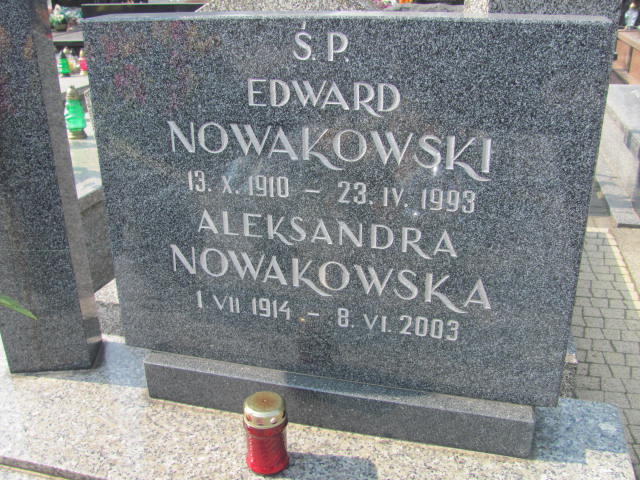 Ś.P.
EDWARD
NOWAKOWSKI
13. X. 1910 – 23. IV. 1993
ALEKSANDRA
NOWAKOWSKA
1 VII 1914 – 8. VI. 2003